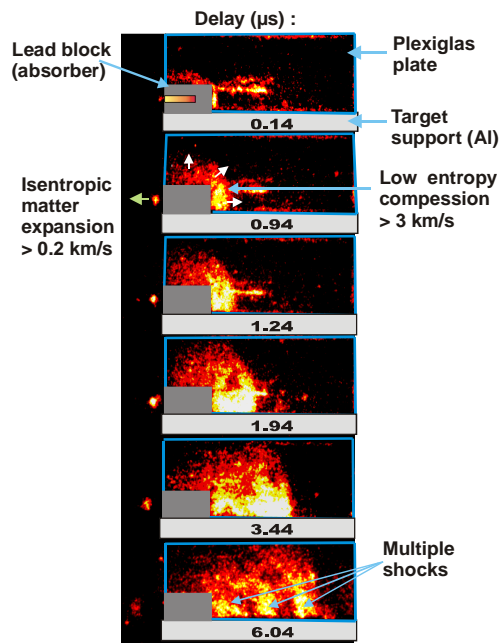 Delay (µs) :
Lead block
(absorber)
Plexiglas
plate
Target
support (Al)
0.14
Isentropic
matter
expansion
> 0.2 km/s
Low entropy
compession
> 3 km/s
0.94
1.24
1.94
3.44
Multiple
shocks
6.04